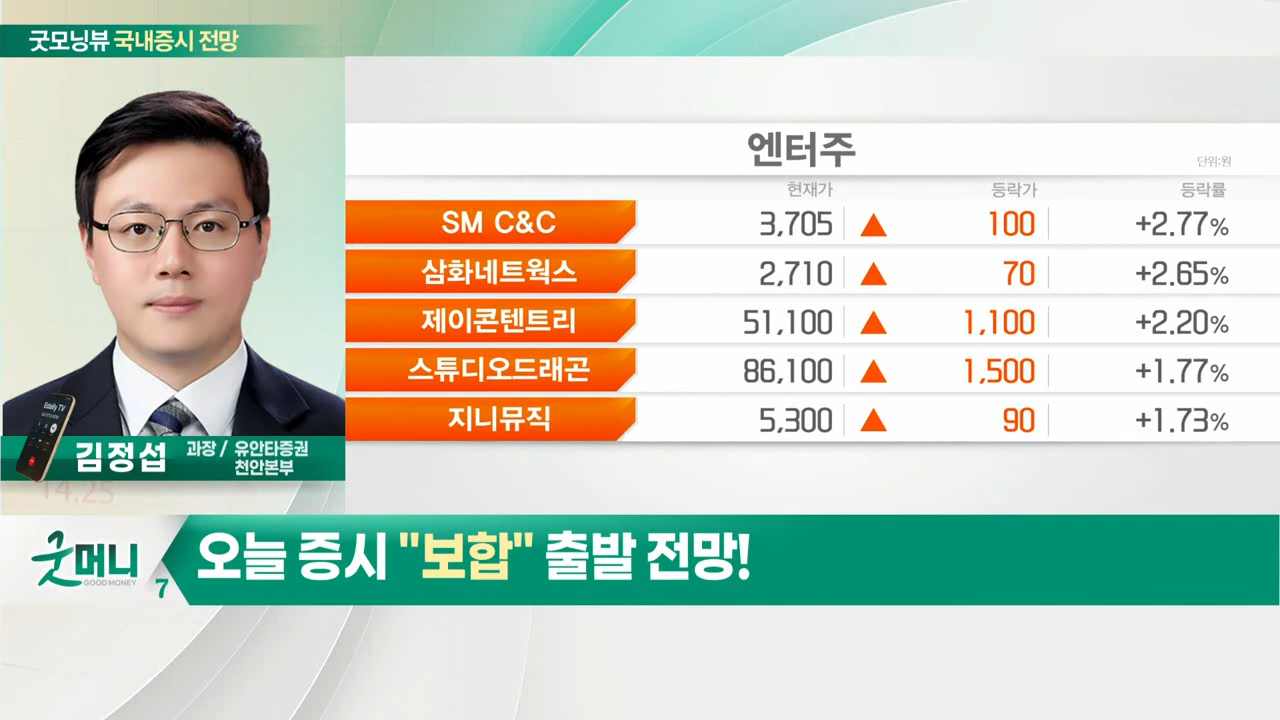 굿모닝뷰 국내증시 전망
엔터주
단위:원
현재가 등락가 등락률
SM C&C 3,705 ▲ 100 +2.77%
삼화네트웍스 2,710 ▲ 70 +2.65%
제이콘텐트리 51,100 ▲ 1,100 +2.20%
스튜디오드래곤 86,100 ▲ 1,500 +1.77%
지니뮤직 5,300 ▲ 90 +1.73%
Edaily TV
김정섭 과장 / 유안타증권
천안본부
14.25
굿머니
GOOD MONEY
7
오늘 증시 "보합" 출발 전망!